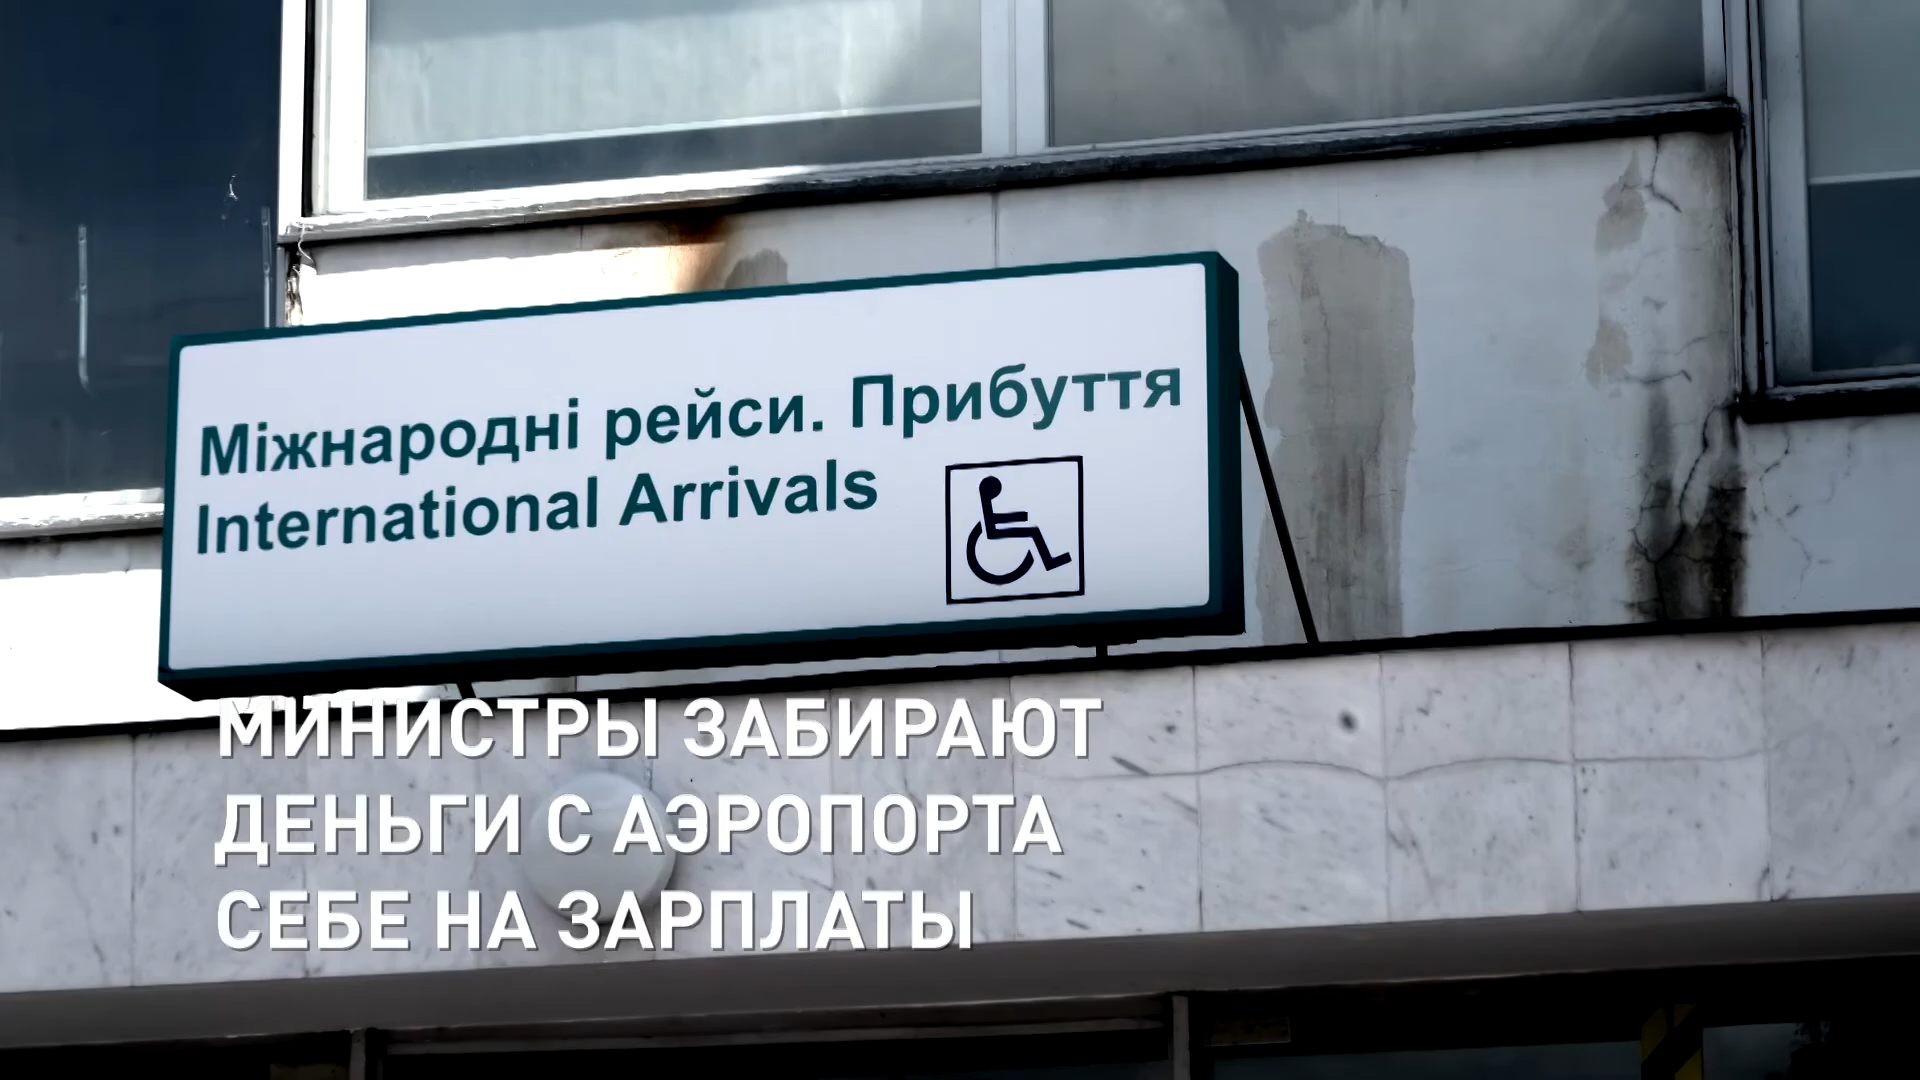 Міжнародні рейси. Прибуття
International Arrivals
МИНИСТРЫ ЗАБИРАЮТ
ДЕНЬГИ С АЭРОПОРТА
СЕБЕ НА ЗАРПЛАТЫ